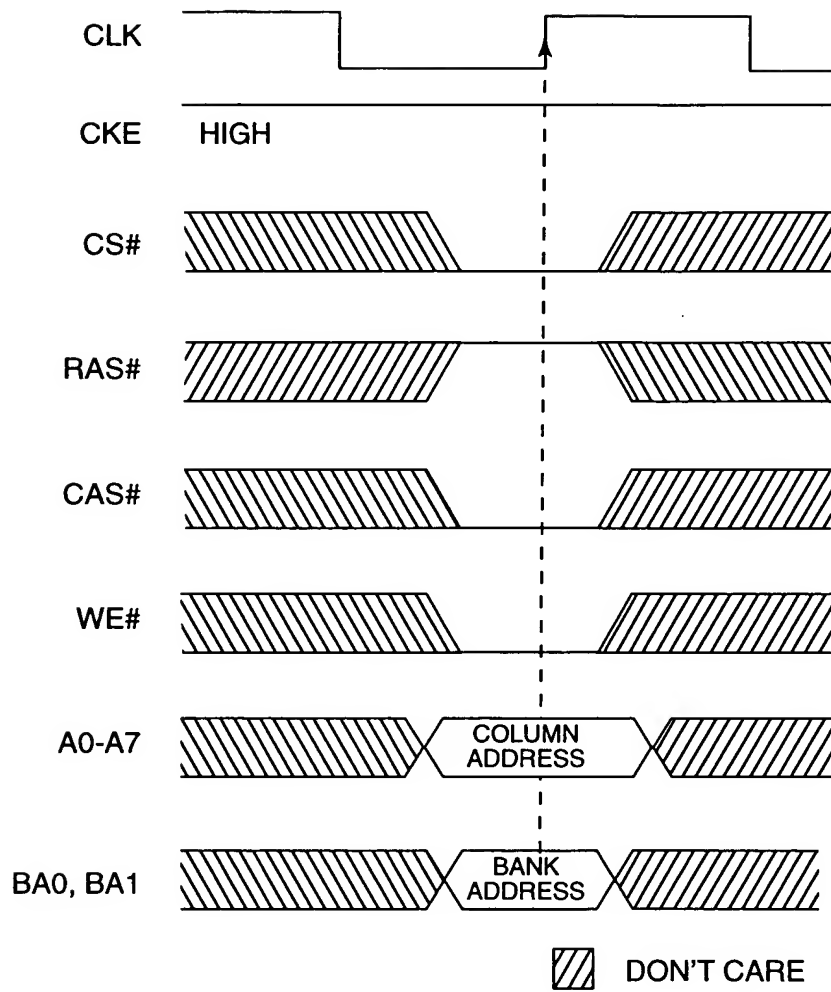 CLK
CKE HIGH
CS#
RAS#
CAS#
WE#
A0-A7 COLUMN
ADDRESS
BA0, BA1 BANK
ADDRESS
DON'T CARE